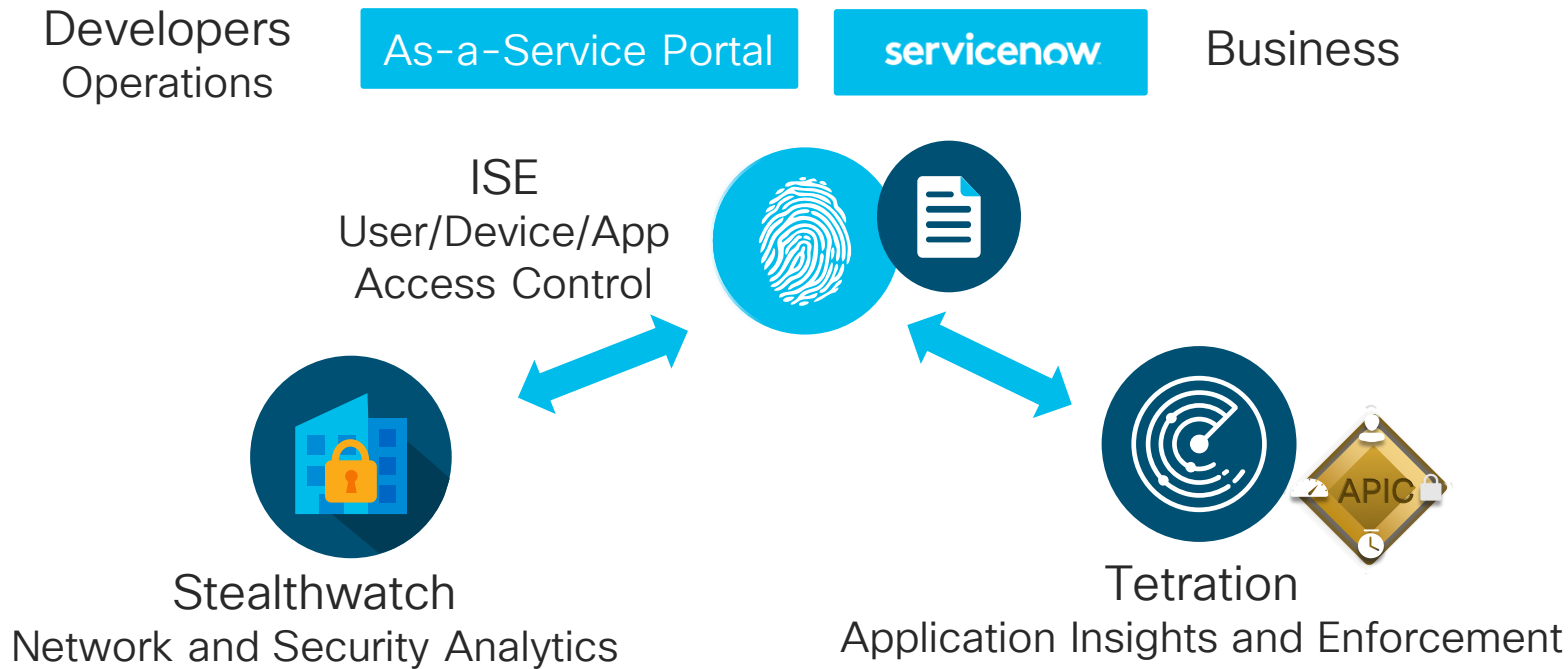 Developers
Operations
As-a-Service Portal
servicenow
Business
ISE
User/Device/App
Access Control
APIC
Stealthwatch
Network and Security Analytics
Tetration
Application Insights and Enforcement